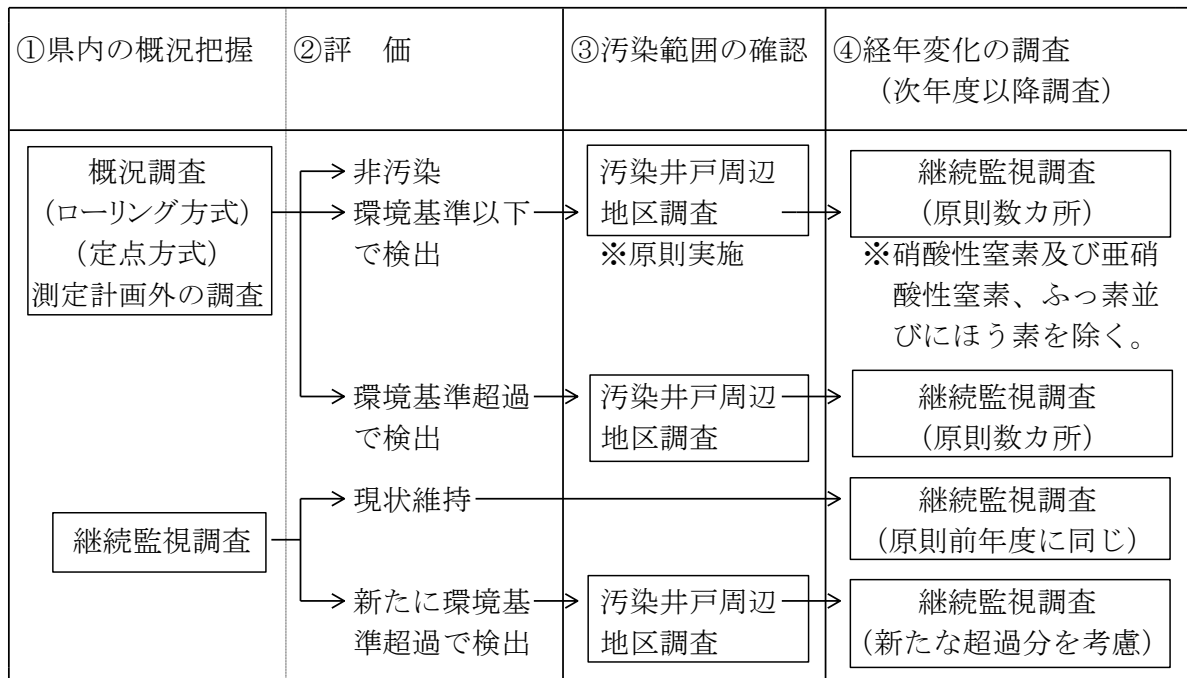 ①県内の概況把握
②評　価
③汚染範囲の確認
④経年変化の調査
（次年度以降調査）
概況調査
（ローリング方式）
（定点方式）
測定計画外の調査
非汚染
環境基準以下
で検出
汚染井戸周辺
地区調査
※原則実施
継続監視調査
（原則数カ所）
※硝酸性窒素及び亜硝
酸性窒素、ふっ素並
びにほう素を除く。
環境基準超過
で検出
汚染井戸周辺
地区調査
継続監視調査
（原則数カ所）
継続監視調査
現状維持
継続監視調査
（原則前年度に同じ）
新たに環境基
準超過で検出
汚染井戸周辺
地区調査
継続監視調査
（新たな超過分を考慮）